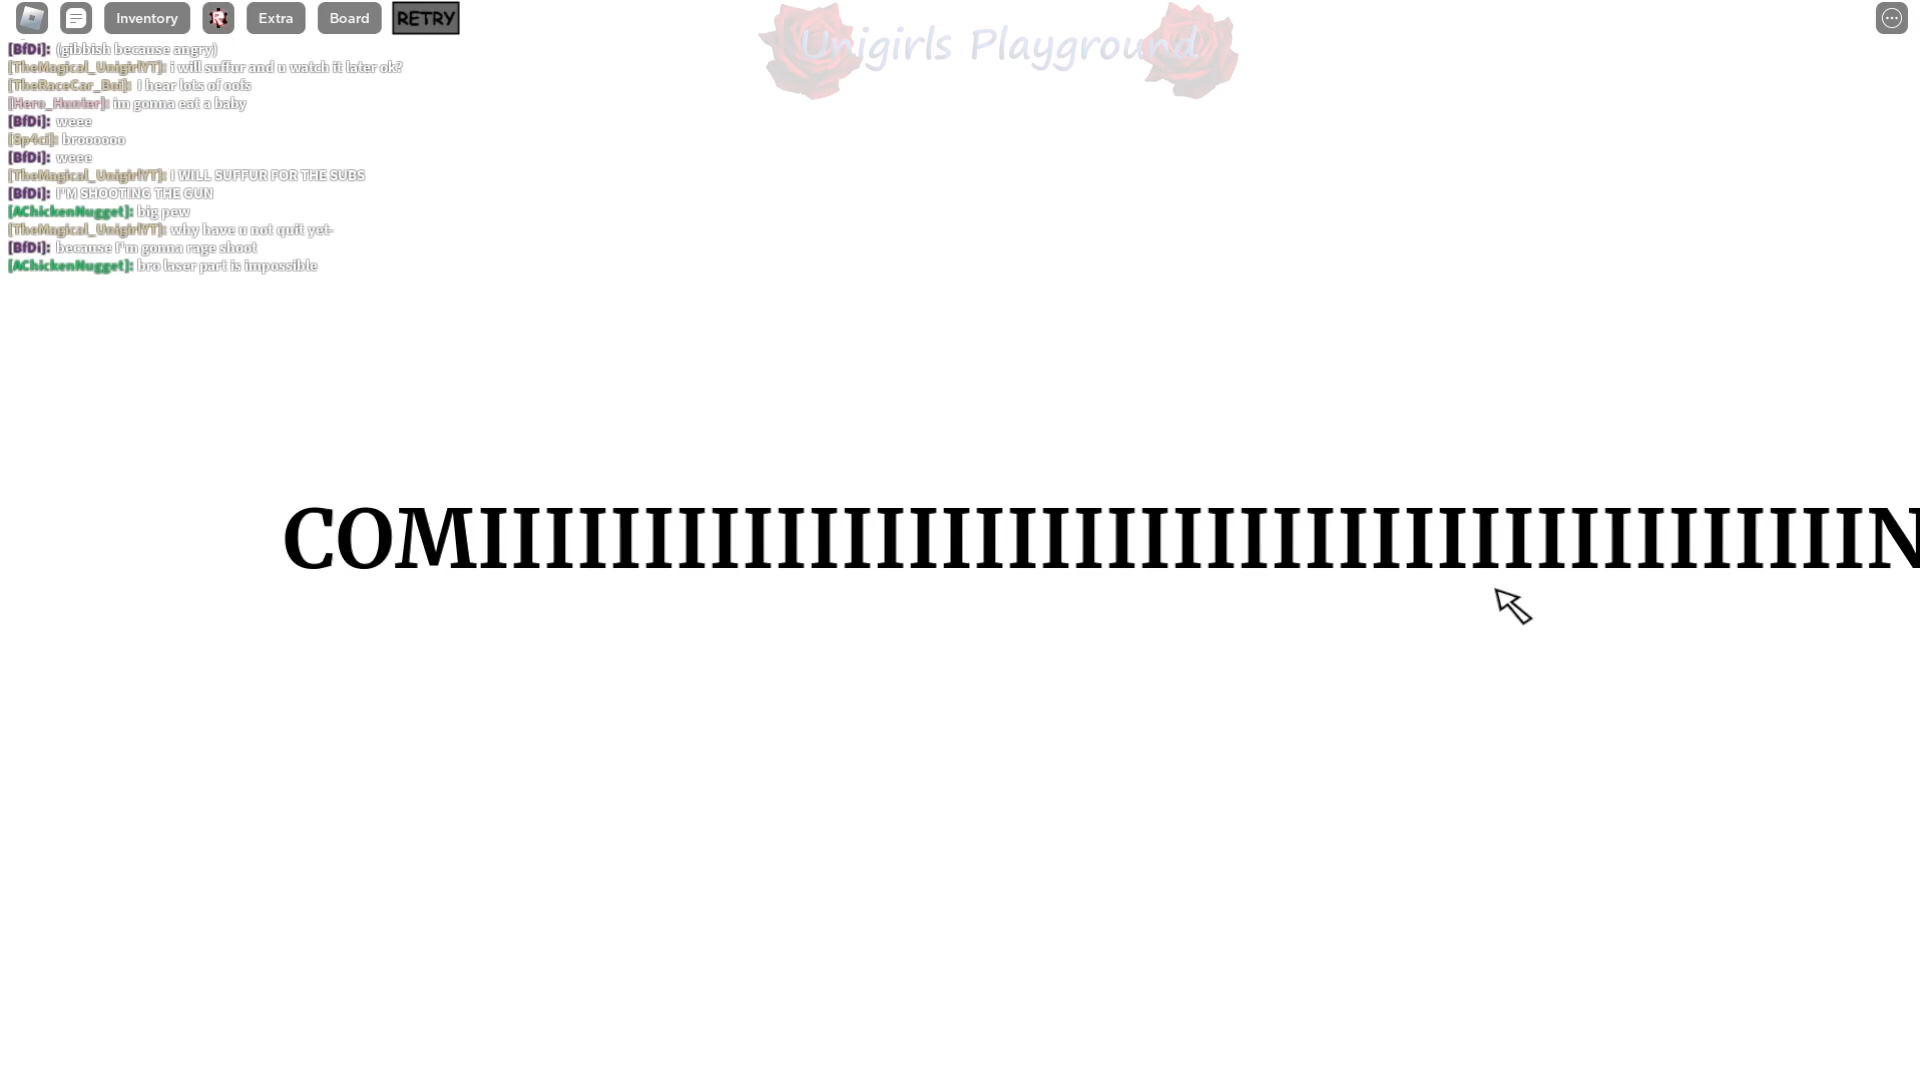 Inventory Extra Board RETRY
Unigirls Playground
[BfDi]: (gibbish because angry)
[TheMagical_UnigirlYT]: i will suffur and u watch it later ok?
[TheRaceCar_Boi]: I hear lots of oofs
[Hero_Hunter]: im gonna eat a baby
[BfDi]: weee
[Sp4ci]: broooooo
[BfDi]: weee
[TheMagical_UnigirlYT]: I WILL SUFFUR FOR THE SUBS
[BfDi]: I'M SHOOTING THE GUN
[AChickenNugget]: big pew
[TheMagical_UnigirlYT]: why have u not quit yet-
[BfDi]: because I'm gonna rage shoot
[AChickenNugget]: bro laser part is impossible
COMIIIIIIIIIIIIIIIIIIIIIIIIIIIIIIIIIIIIIIIIIIN